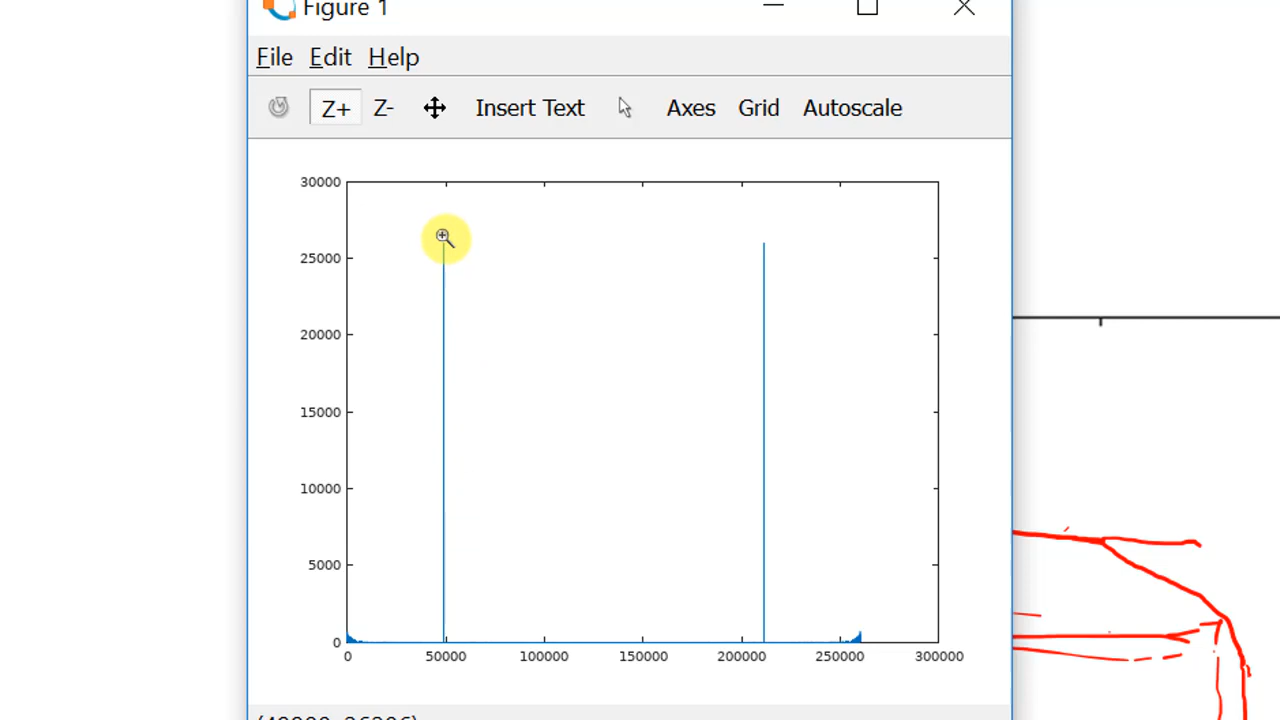 Figure 1
File Edit Help
Z+ Z- Insert Text Axes Grid Autoscale
30000
25000
20000
15000
10000
5000
0
0 50000 100000 150000 200000 250000 300000